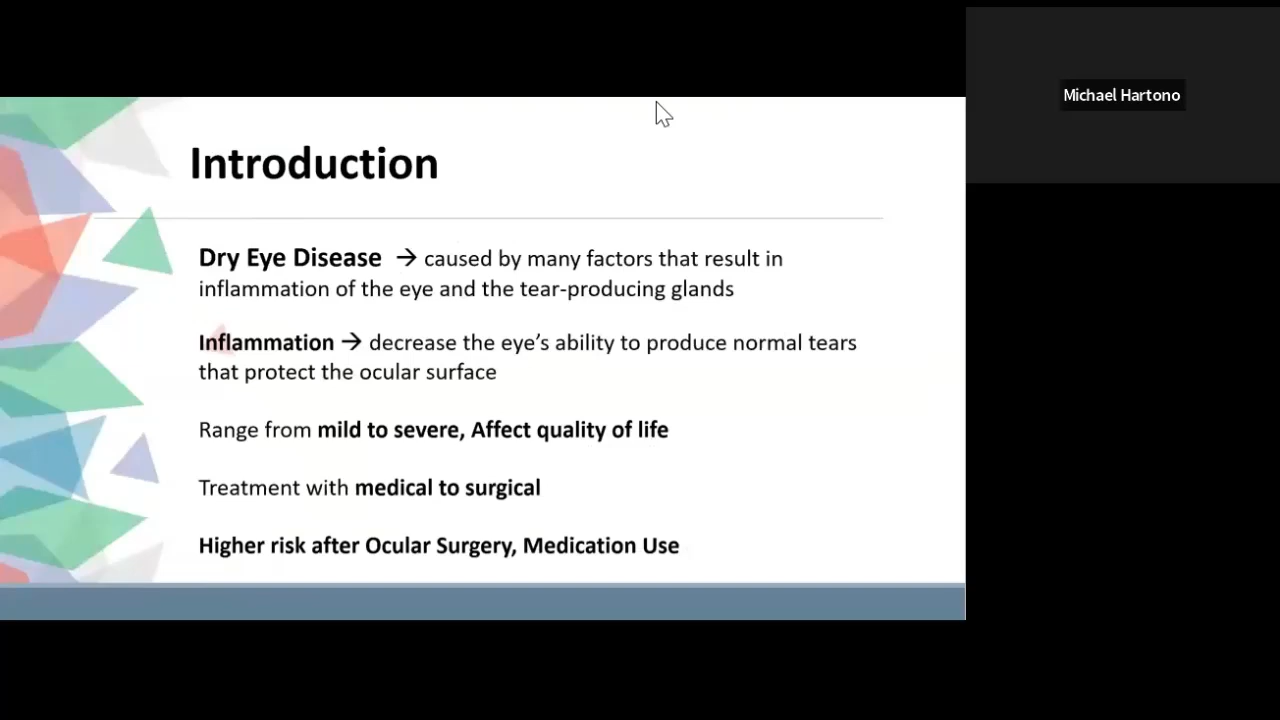 Introduction
Dry Eye Disease → caused by many factors that result in
inflammation of the eye and the tear-producing glands
Inflammation → decrease the eye’s ability to produce normal tears
that protect the ocular surface
Range from mild to severe, Affect quality of life
Treatment with medical to surgical
Higher risk after Ocular Surgery, Medication Use
Michael Hartono